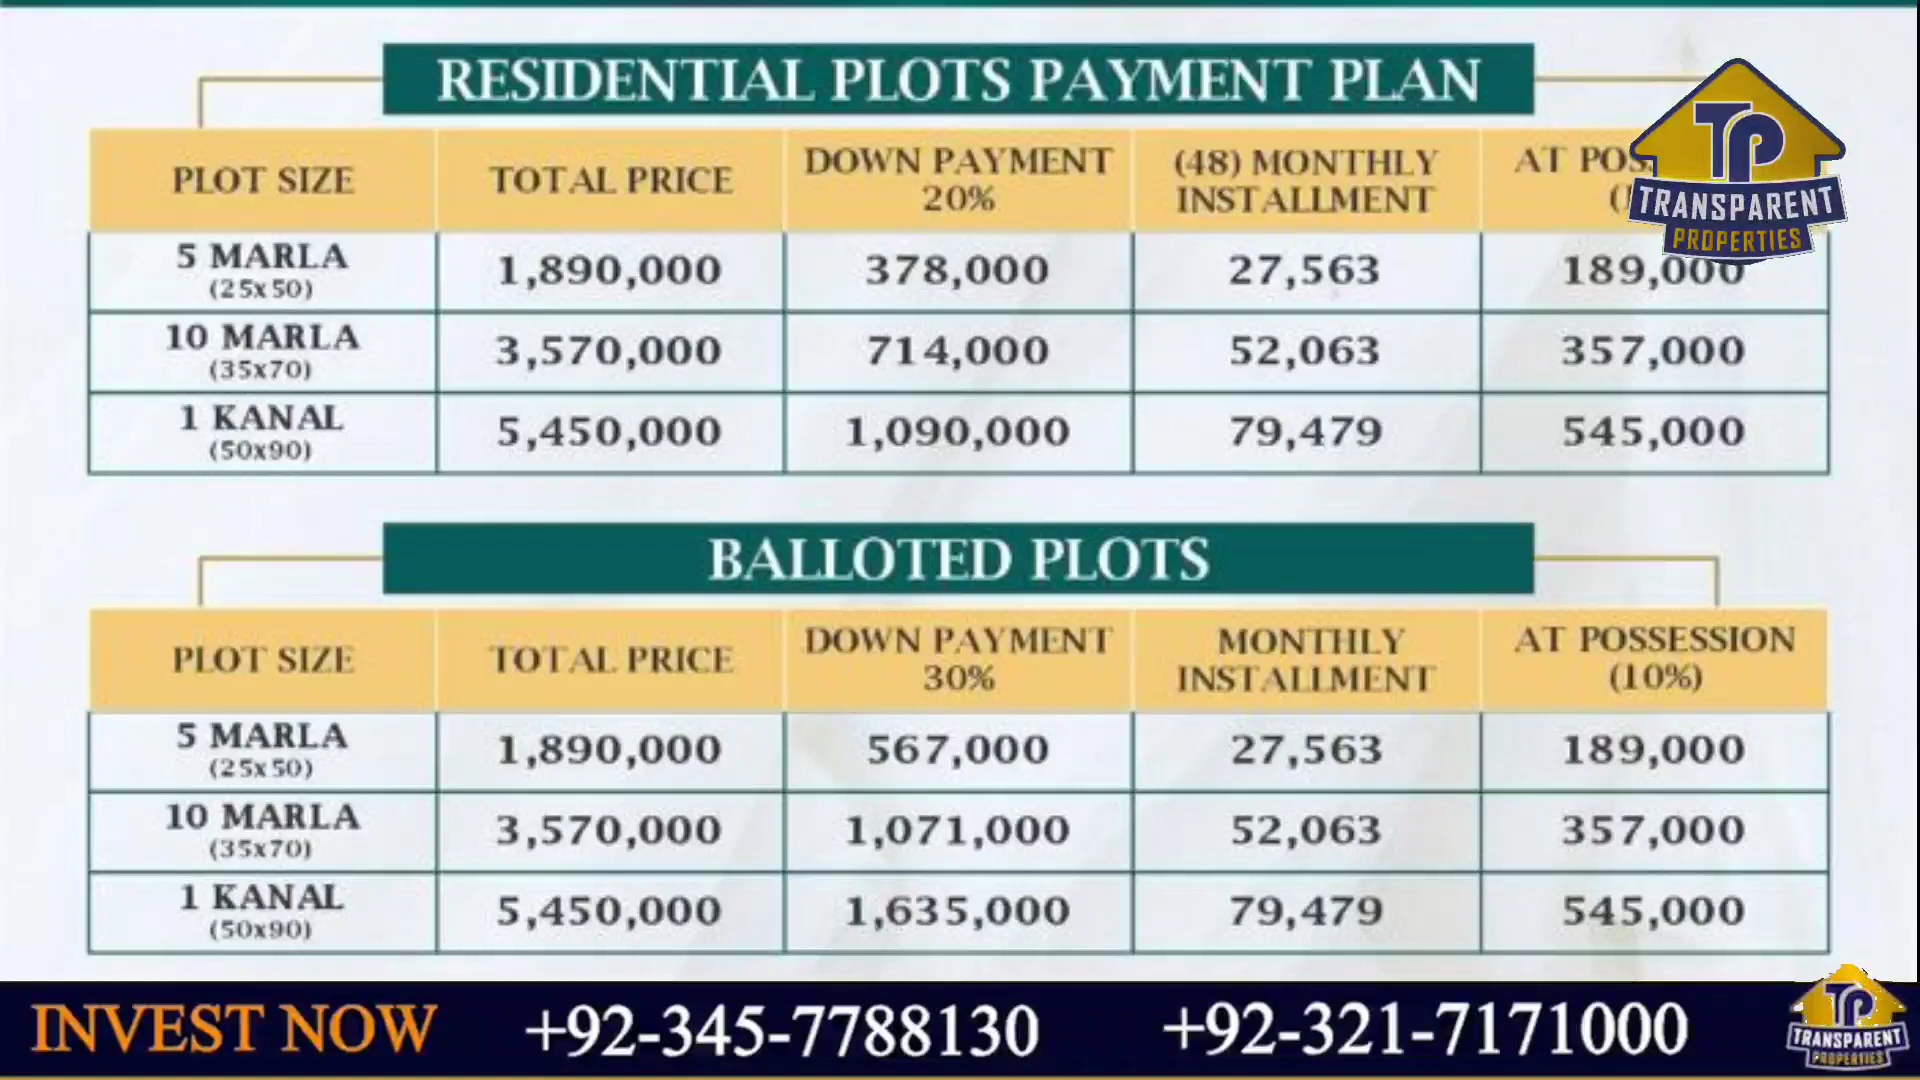 RESIDENTIAL PLOTS PAYMENT PLAN
PLOT SIZE TOTAL PRICE DOWN PAYMENT 20% (48) MONTHLY INSTALLMENT AT
TP
TRANSPARENT
PROPERTIES
5 MARLA (25x50) 1,890,000 378,000 27,563 189,000
10 MARLA (35x70) 3,570,000 714,000 52,063 357,000
1 KANAL (50x90) 5,450,000 1,090,000 79,479 545,000
BALLOTED PLOTS
PLOT SIZE TOTAL PRICE DOWN PAYMENT 30% MONTHLY INSTALLMENT AT POSSESSION (10%)
5 MARLA (25x50) 1,890,000 567,000 27,563 189,000
10 MARLA (35x70) 3,570,000 1,071,000 52,063 357,000
1 KANAL (50x90) 5,450,000 1,635,000 79,479 545,000
INVEST NOW +92-345-7788130 +92-321-7171000
TP
TRANSPARENT
PROPERTIES